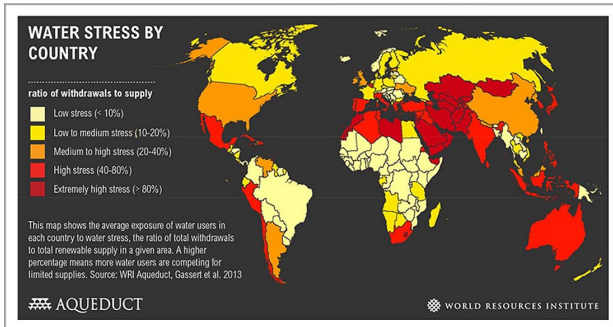 WATER STRESS BY
COUNTRY
ratio of withdrawals to supply
Low stress (< 10%)
Low to medium stress (10-20%)
Medium to high stress (20-40%)
High stress (40-80%)
Extremely high stress (> 80%)
This map shows the average exposure of water users in
each country to water stress, the ratio of total withdrawals
to total renewable supply in a given area. A higher
percentage means more water users are competing for
limited supplies. Source: WRI Aqueduct, Gassert et al. 2013
AQUEDUCT
WORLD RESOURCES INSTITUTE